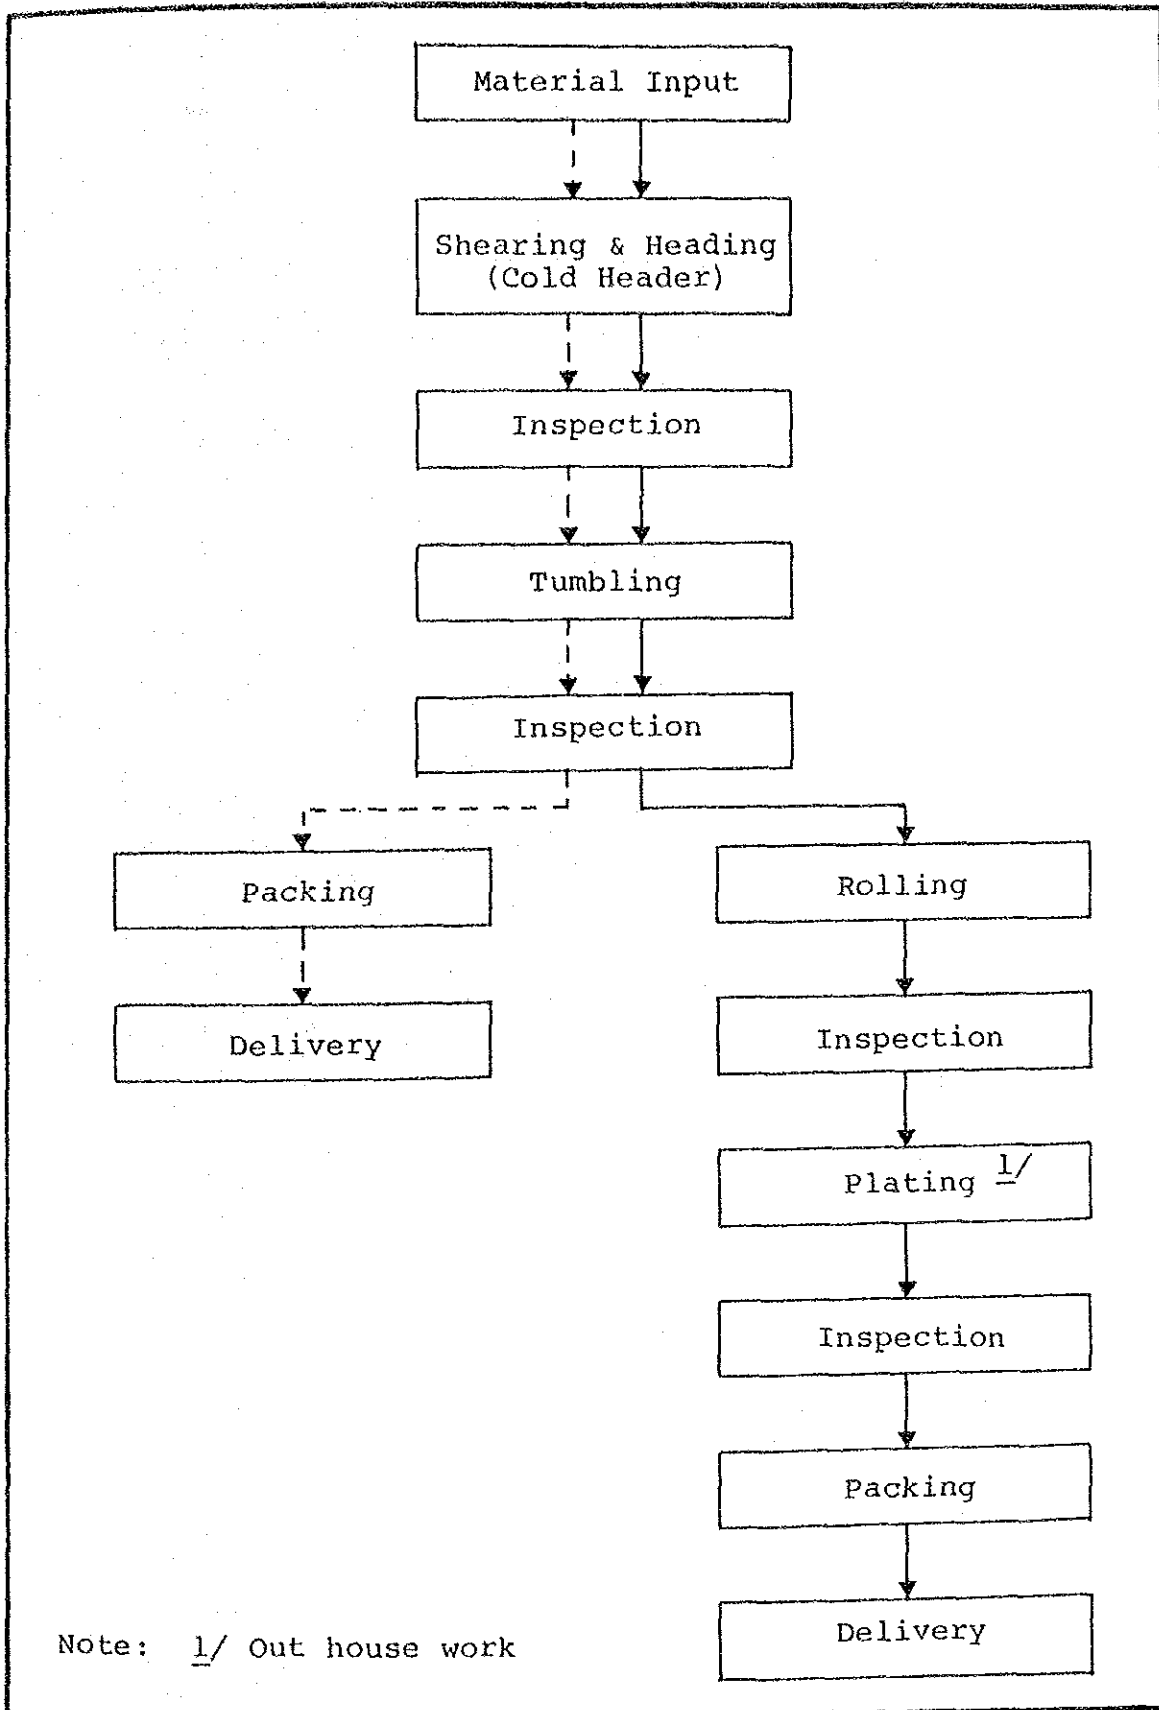 Material Input
Shearing & Heading
(Cold Header)
Inspection
Tumbling
Inspection
Packing
Delivery
Rolling
Inspection
Plating 1/
Inspection
Packing
Delivery
Note: 1/ Out house work